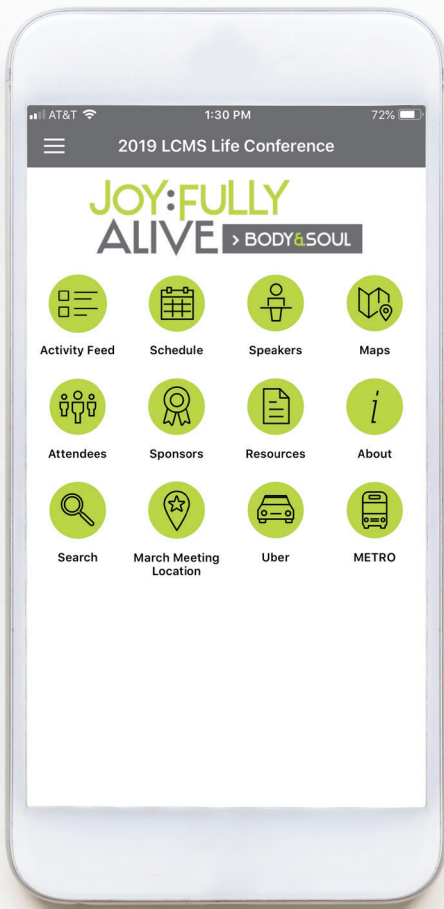 AT&T 1:30 PM 72%
2019 LCMS Life Conference
JOY:FULLY
ALIVE > BODY&SOUL
Activity Feed Schedule Speakers Maps
Attendees Sponsors Resources i About
Search March Meeting Location Uber METRO